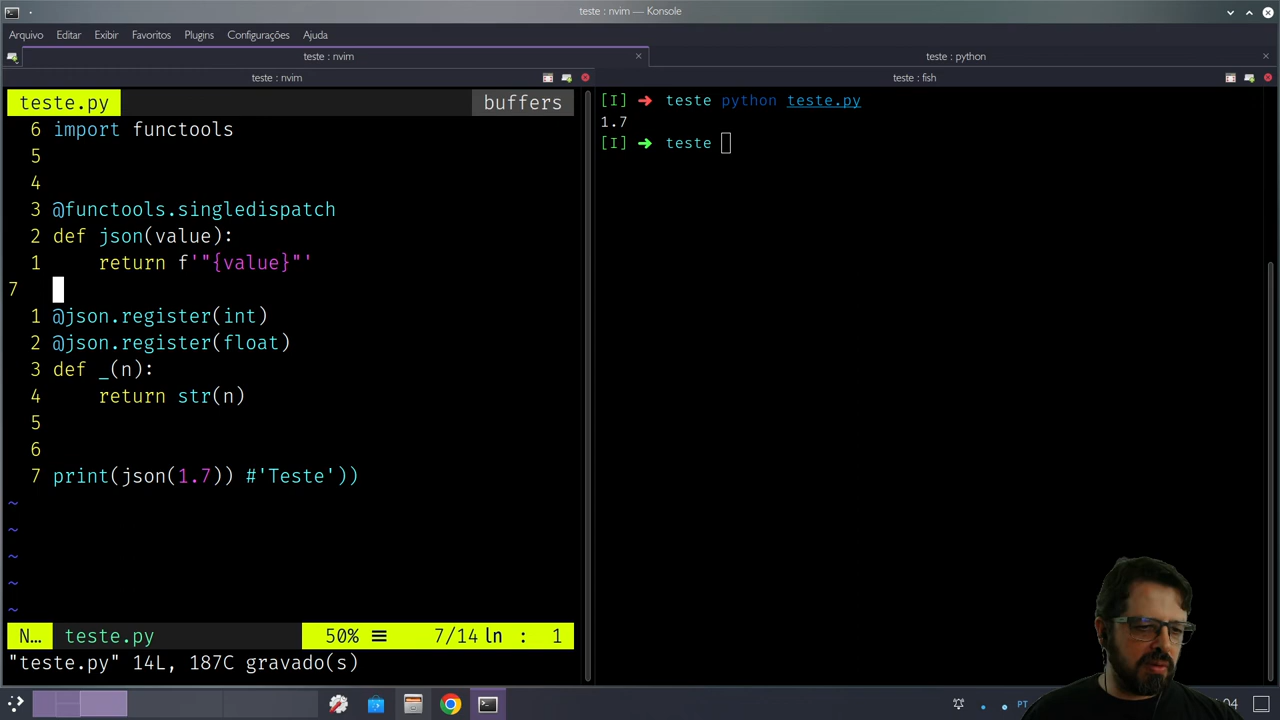 teste : nvim — Konsole
Arquivo Editar Exibir Favoritos Plugins Configurações Ajuda
teste : nvim
teste : python
teste : nvim
teste : fish
teste.py buffers
6 import functools
5
4
3 @functools.singledispatch
2 def json(value):
1 return f'"{value}"'
7
1 @json.register(int)
2 @json.register(float)
3 def _(n):
4 return str(n)
5
6
7 print(json(1.7)) #'Teste'))
~
~
~
~
~
N... teste.py 50% ☰ 7/14 ln : 1
"teste.py" 14L, 187C gravado(s)
[I] ➜ teste python teste.py
1.7
[I] ➜ teste
PT